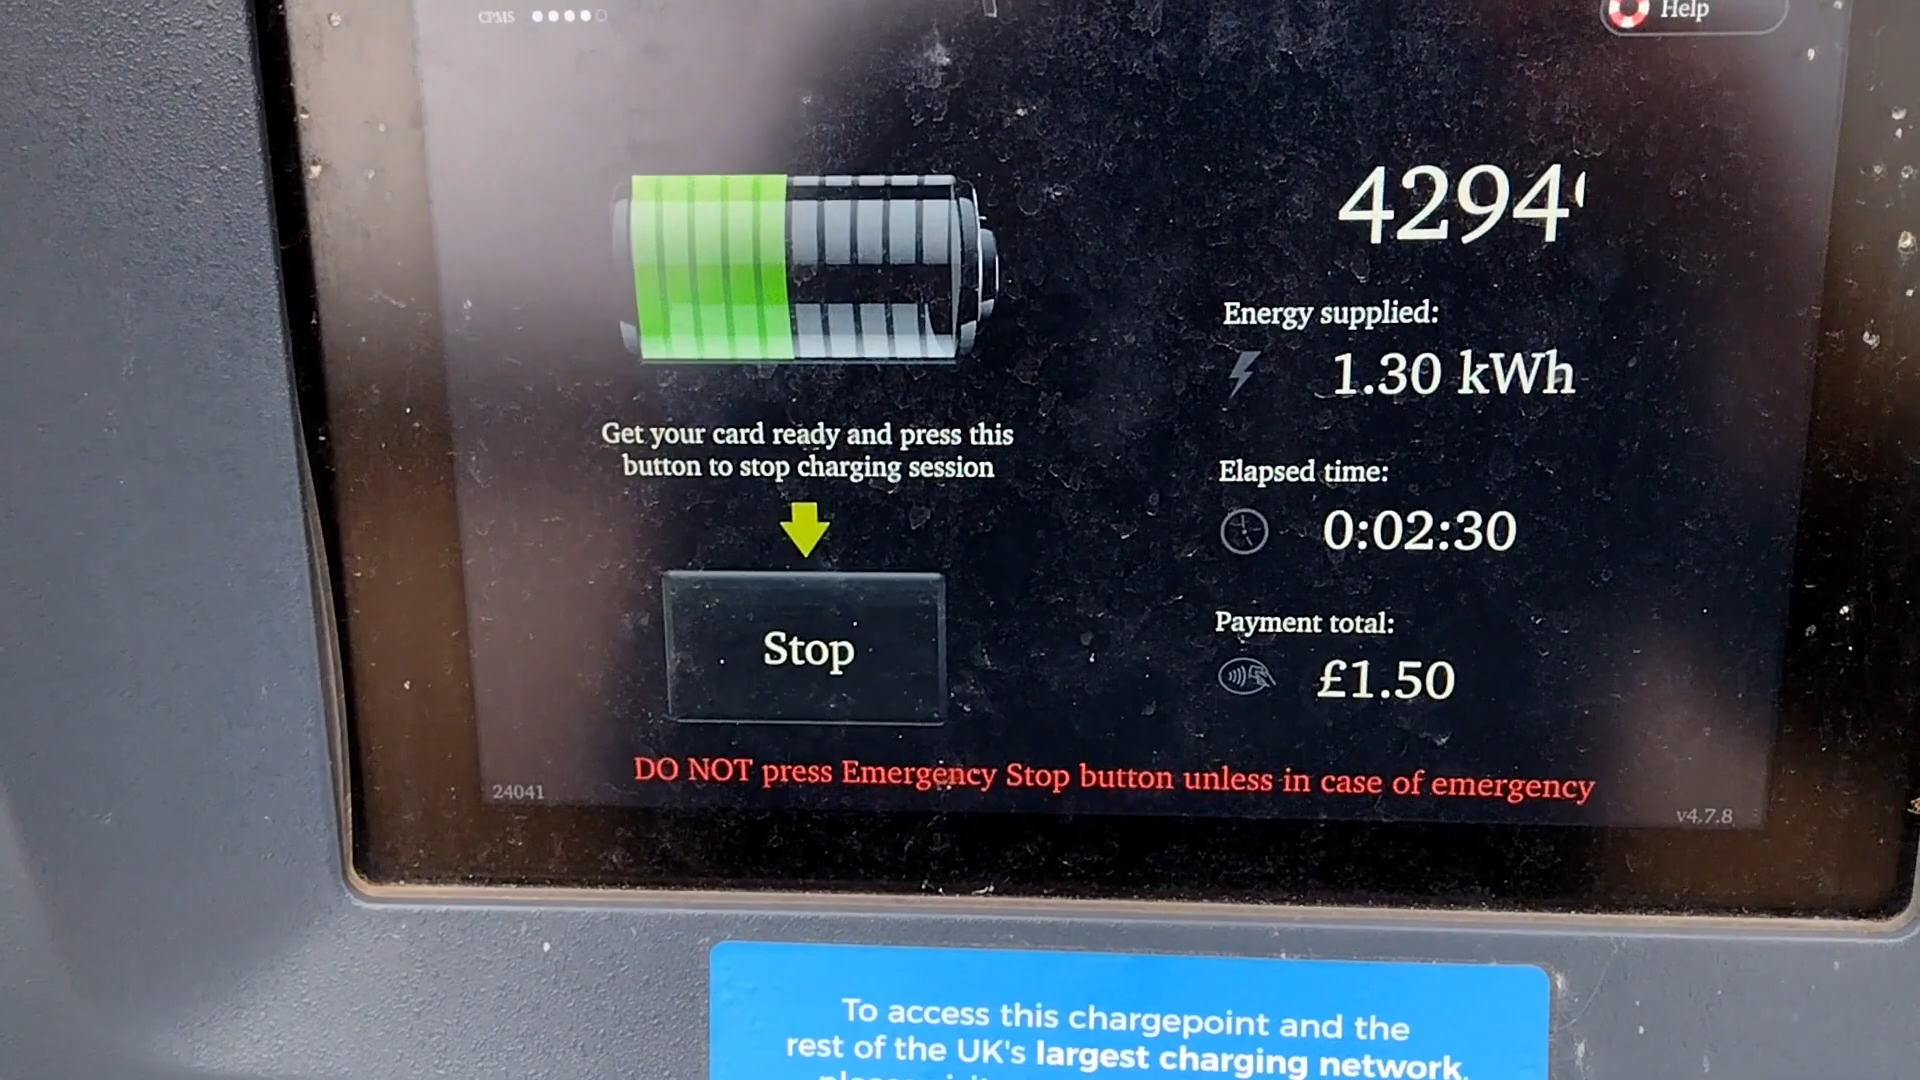 CPMS
Help
4294
Energy supplied:
1.30 kWh
Get your card ready and press this
button to stop charging session
Elapsed time:
0:02:30
Stop
Payment total:
£1.50
DO NOT press Emergency Stop button unless in case of emergency
24041
v4.7.8
To access this chargepoint and the
rest of the UK's largest charging network,